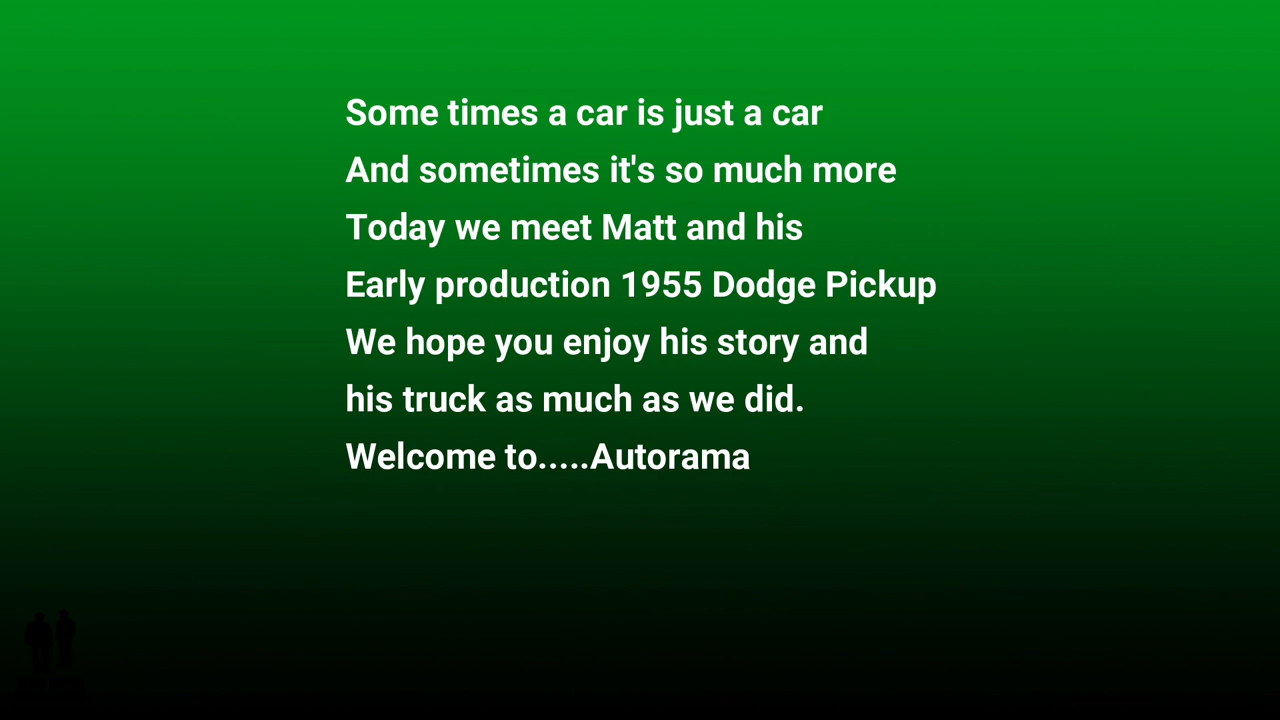 Some times a car is just a car
And sometimes it's so much more
Today we meet Matt and his
Early production 1955 Dodge Pickup
We hope you enjoy his story and
his truck as much as we did.
Welcome to.....Autorama